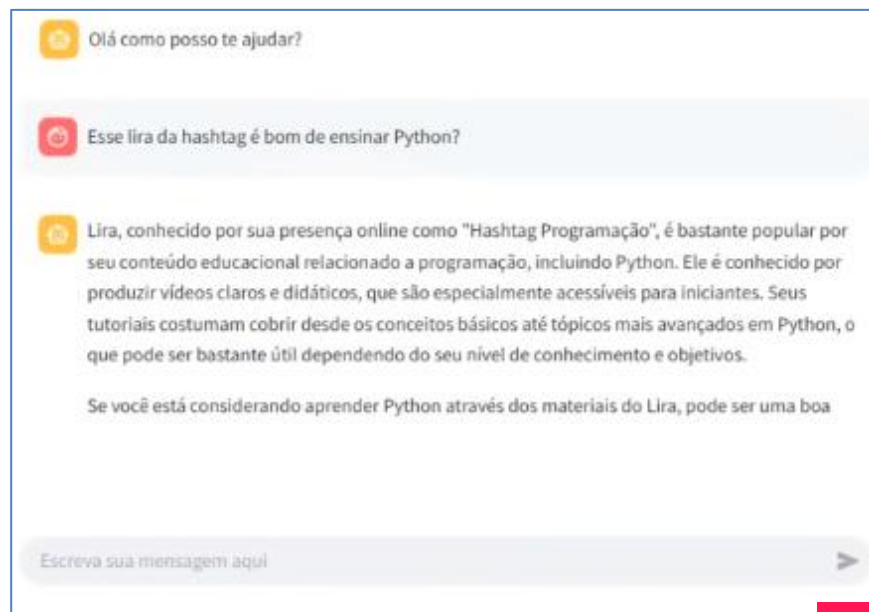 Olá como posso te ajudar?
Esse lira da hashtag é bom de ensinar Python?
Lira, conhecido por sua presença online como "Hashtag Programação", é bastante popular por
seu conteúdo educacional relacionado a programação, incluindo Python. Ele é conhecido por
produzir vídeos claros e didáticos, que são especialmente acessíveis para iniciantes. Seus
tutoriais costumam cobrir desde os conceitos básicos até tópicos mais avançados em Python, o
que pode ser bastante útil dependendo do seu nível de conhecimento e objetivos.
Se você está considerando aprender Python através dos materiais do Lira, pode ser uma boa
Escreva sua mensagem aqui